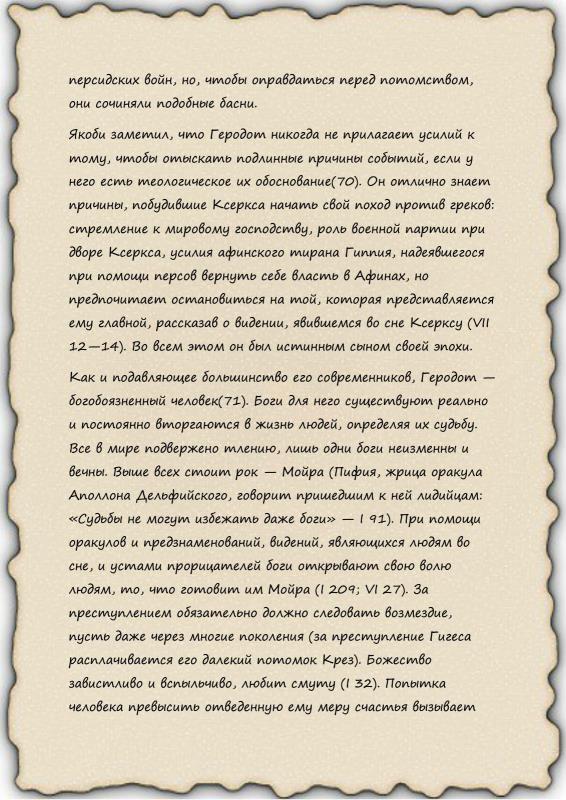 персидских войн, но, чтобы оправдаться перед потомством,
они сочиняли подобные басни.
Якоби заметил, что Геродот никогда не прилагает усилий к
тому, чтобы отыскать подлинные причины событий, если у
него есть теологическое их обоснование(70). Он отлично знает
причины, побудившие Ксеркса начать свой поход против греков:
стремление к мировому господству, роль военной партии при
дворе Ксеркса, усилия афинского тирана Гиппия, надеявшегося
при помощи персов вернуть себе власть в Афинах, но
предпочитает остановиться на той, которая представляется
ему главной, рассказав о видении, явившемся во сне Ксерксу (VII
12—14). Во всем этом он был истинным сыном своей эпохи.
Как и подавляющее большинство его современников, Геродот —
богобоязненный человек(71). Боги для него существуют реально
и постоянно вторгаются в жизнь людей, определяя их судьбу.
Все в мире подвержено тлению, лишь одни боги неизменны и
вечны. Выше всех стоит рок — Мойра (Пифия, жрица оракула
Аполлона Дельфийского, говорит пришедшим к ней лидийцам:
«Судьбы не могут избежать даже боги» — I 91). При помощи
оракулов и предзнаменований, видений, являющихся людям во
сне, и устами прорицателей боги открывают свою волю
людям, то, что готовит им Мойра (I 209; VI 27). За
преступлением обязательно должно следовать возмездие,
пусть даже через многие поколения (за преступление Гигеса
расплачивается его далекий потомок Крез). Божество
завистливо и вспыльчиво, любит смуту (I 32). Попытка
человека превысить отведенную ему меру счастья вызывает